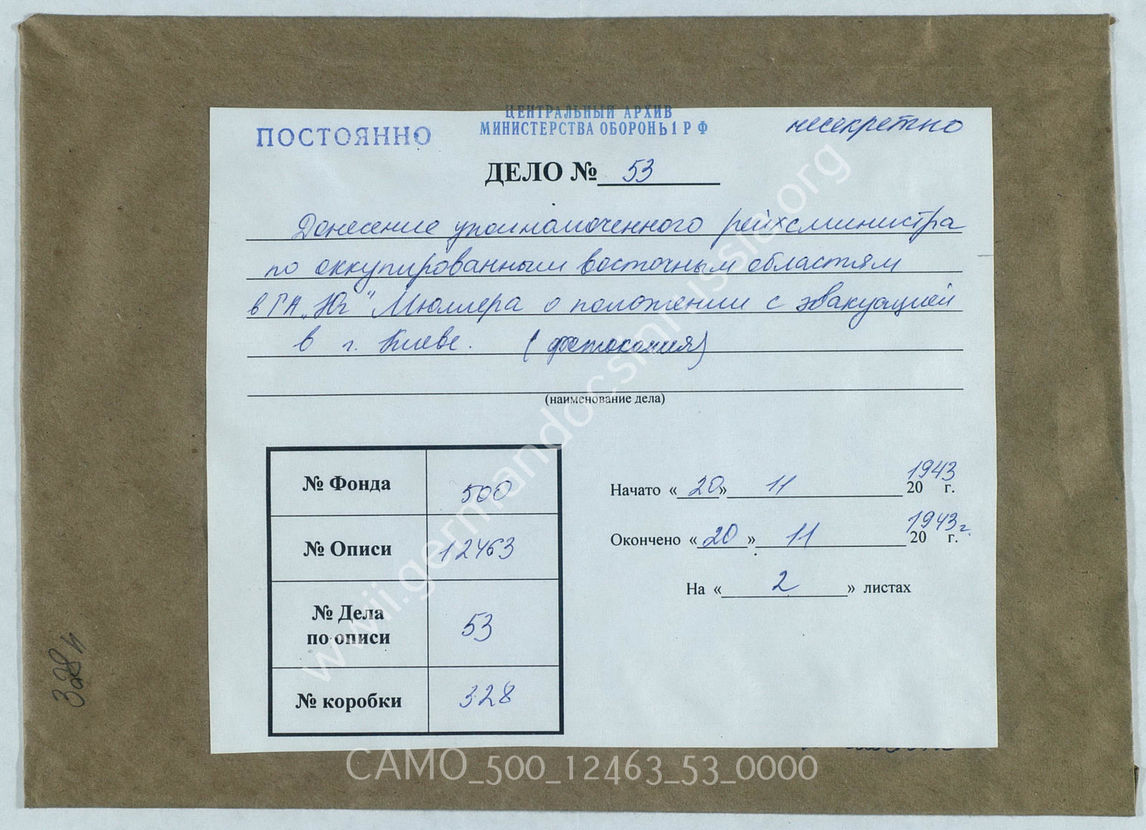 ЦЕНТРАЛЬНЫЙ АРХИВ
МИНИСТЕРСТВА ОБОРОНЫ РФ
ПОСТОЯННО
несекретно
ДЕЛО № 53
Донесение упоиномоченного рейхсминистра
по оккупированным восточным областям
в ГА „Юг" Мюллера о положении с эвакуацией
в г. Киеве. (фотокопия)
(наименование дела)
№ Фонда 500
№ Описи 12463
№ Дела
по описи 53
№ коробки 328
Начато «20» 11 1943
20 г.
Окончено «20» 11 1943 г.
20 г.
На « 2 » листах
www.germandocsinrussia.org
CAMO_500_12463_53_0000